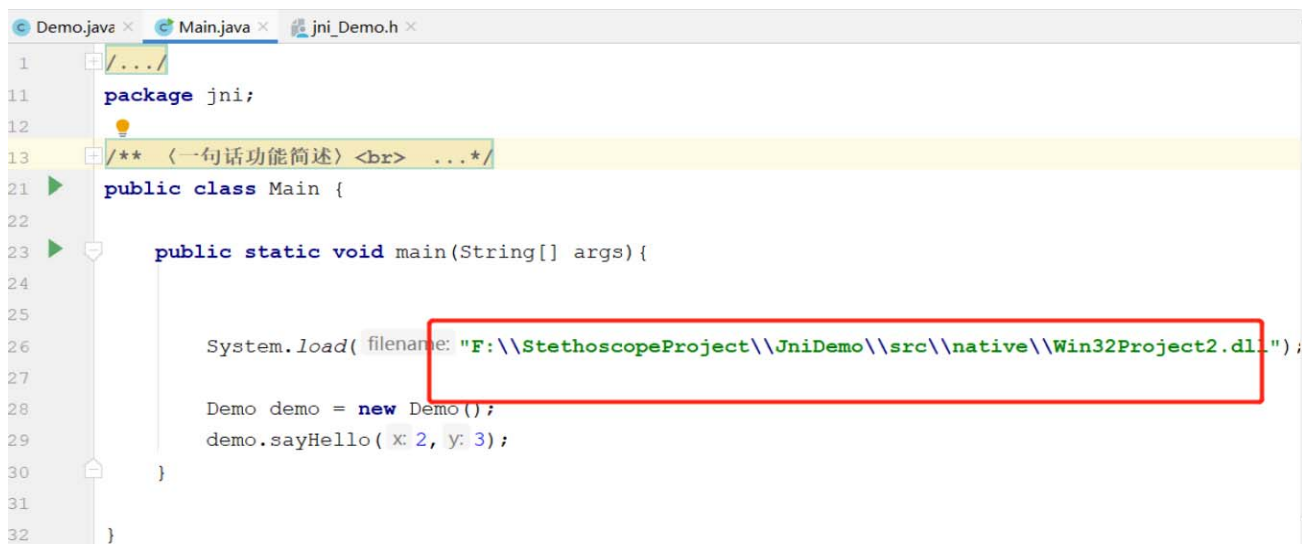 Demo.java Main.java jni_Demo.h
1 /.../
11 package jni;
12
13 /** 〈一句话功能简述〉<br> ...*/
21 public class Main {
22
23 public static void main(String[] args){
24
25
26 System.load( filename: "F:\\StethoscopeProject\\JniDemo\\src\\native\\Win32Project2.dll");
27
28 Demo demo = new Demo();
29 demo.sayHello( x: 2, y: 3);
30 }
31
32 }